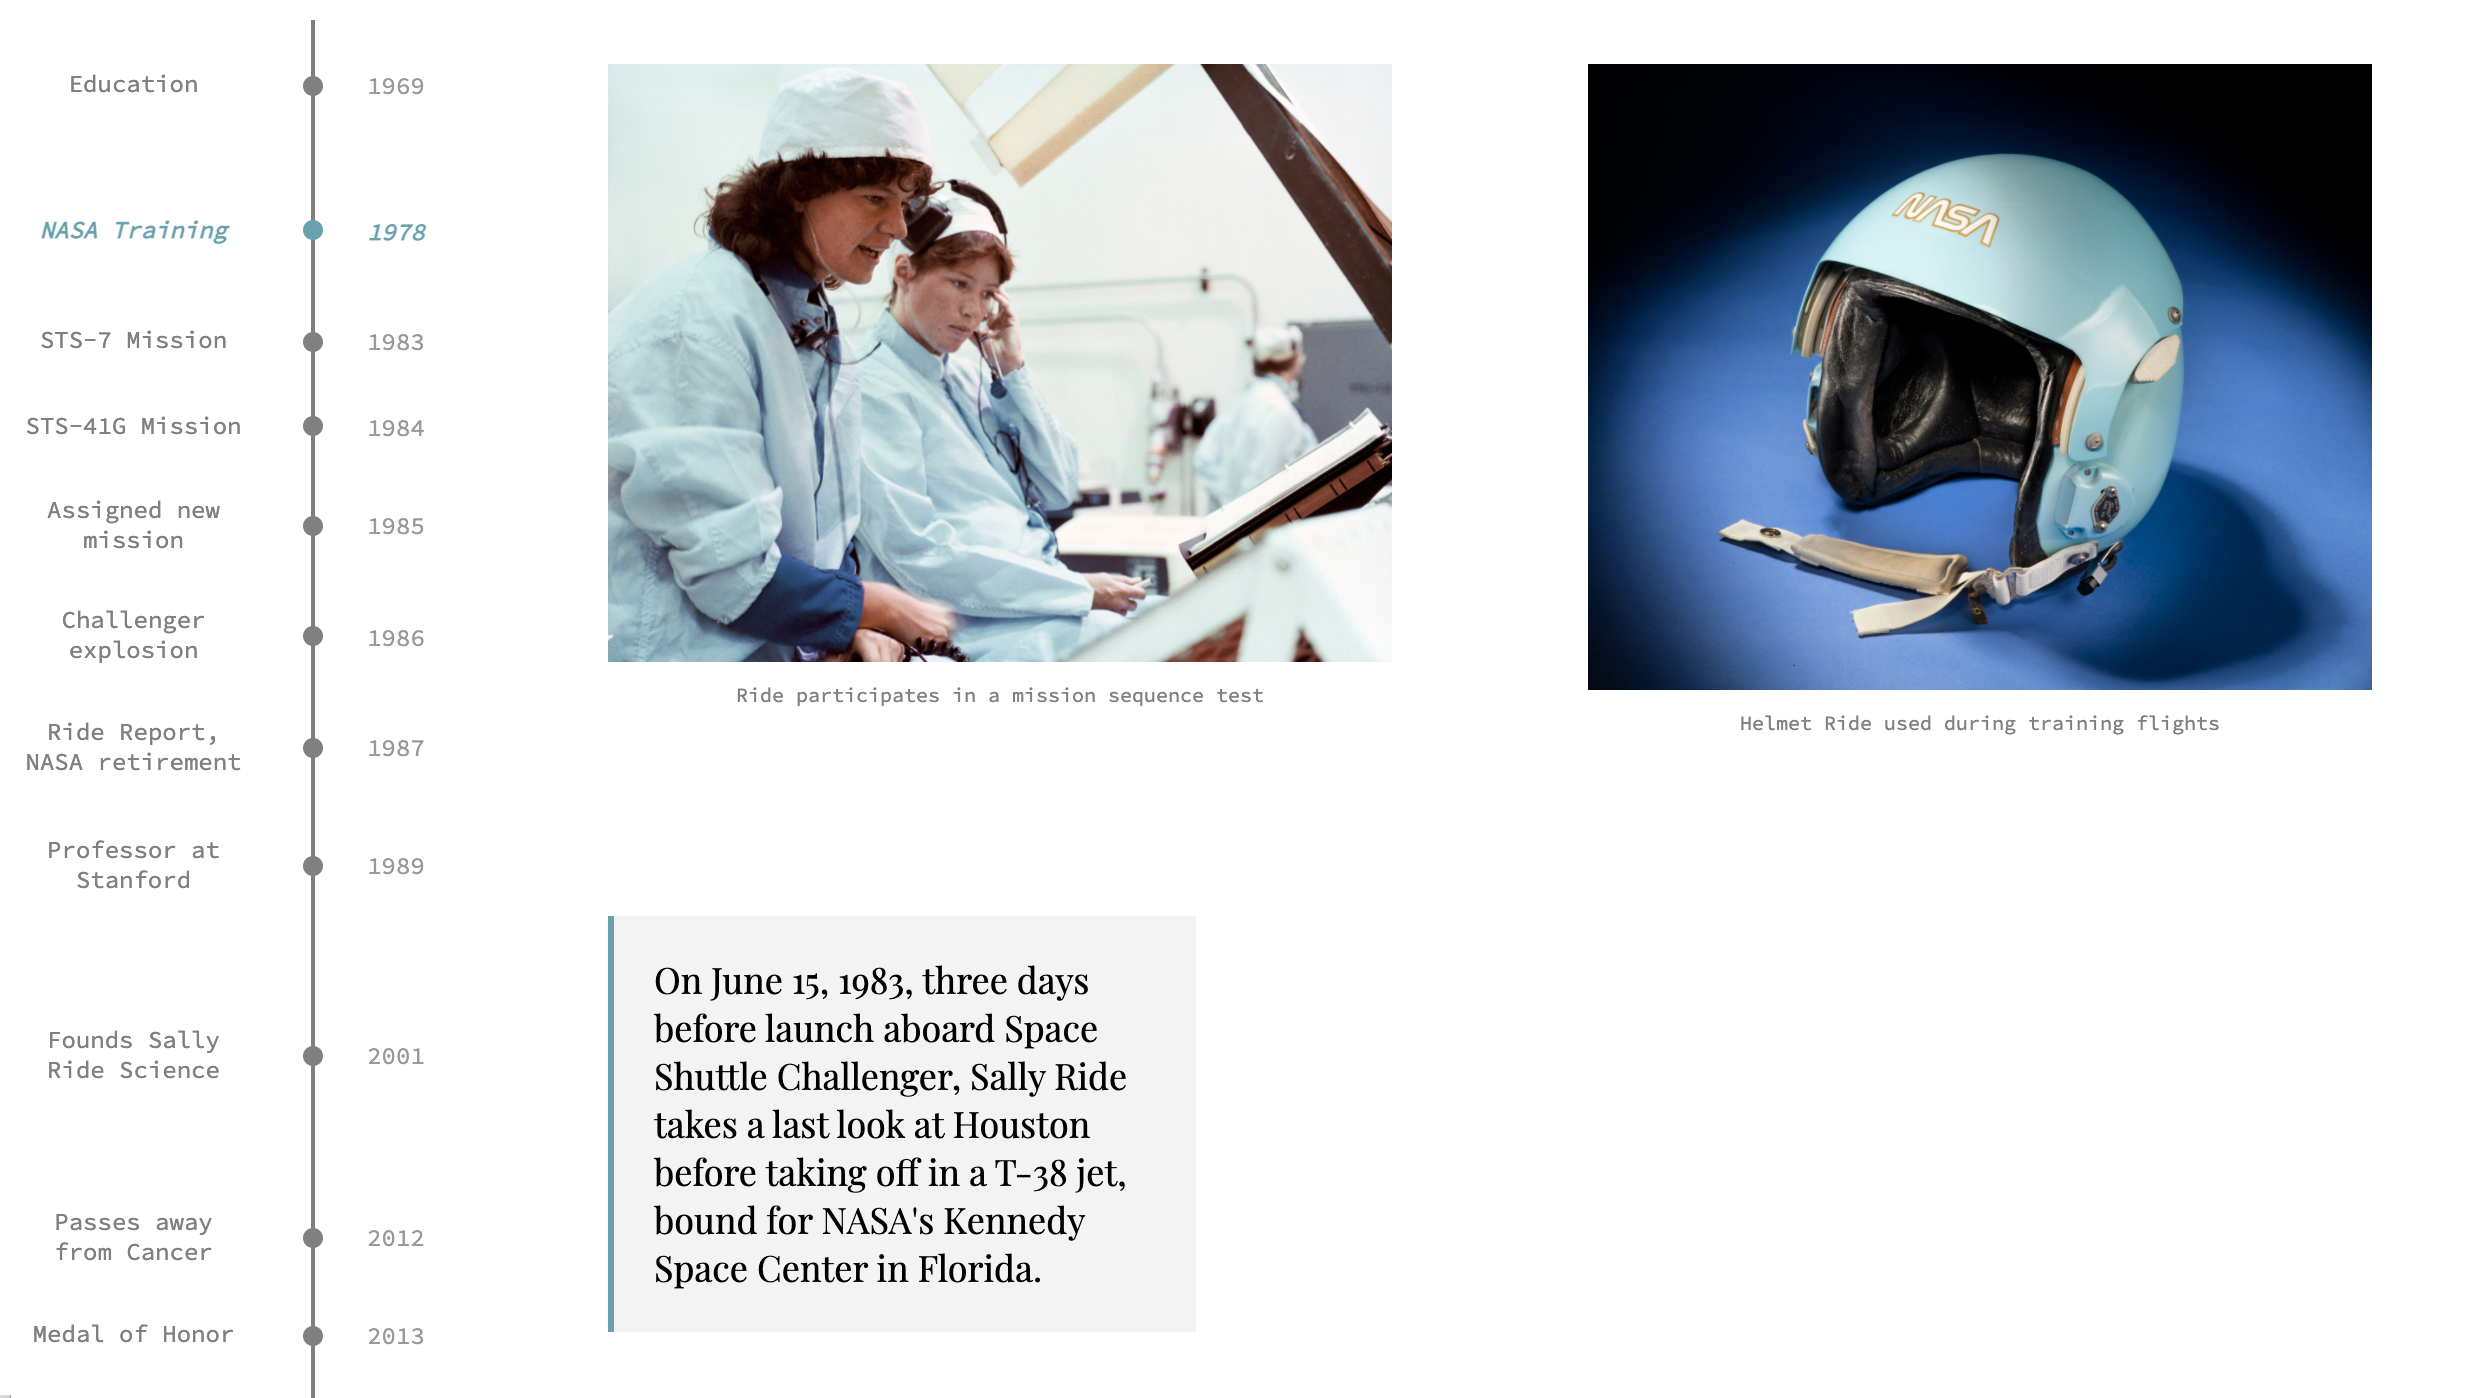 Education
1969
NASA Training
1978
STS-7 Mission
1983
STS-41G Mission
1984
Assigned new
mission
1985
Challenger
explosion
1986
Ride Report,
NASA retirement
1987
Professor at
Stanford
1989
Founds Sally
Ride Science
2001
Passes away
from Cancer
2012
Medal of Honor
2013
Ride participates in a mission sequence test
NASA
Helmet Ride used during training flights
On June 15, 1983, three days
before launch aboard Space
Shuttle Challenger, Sally Ride
takes a last look at Houston
before taking off in a T-38 jet,
bound for NASA's Kennedy
Space Center in Florida.